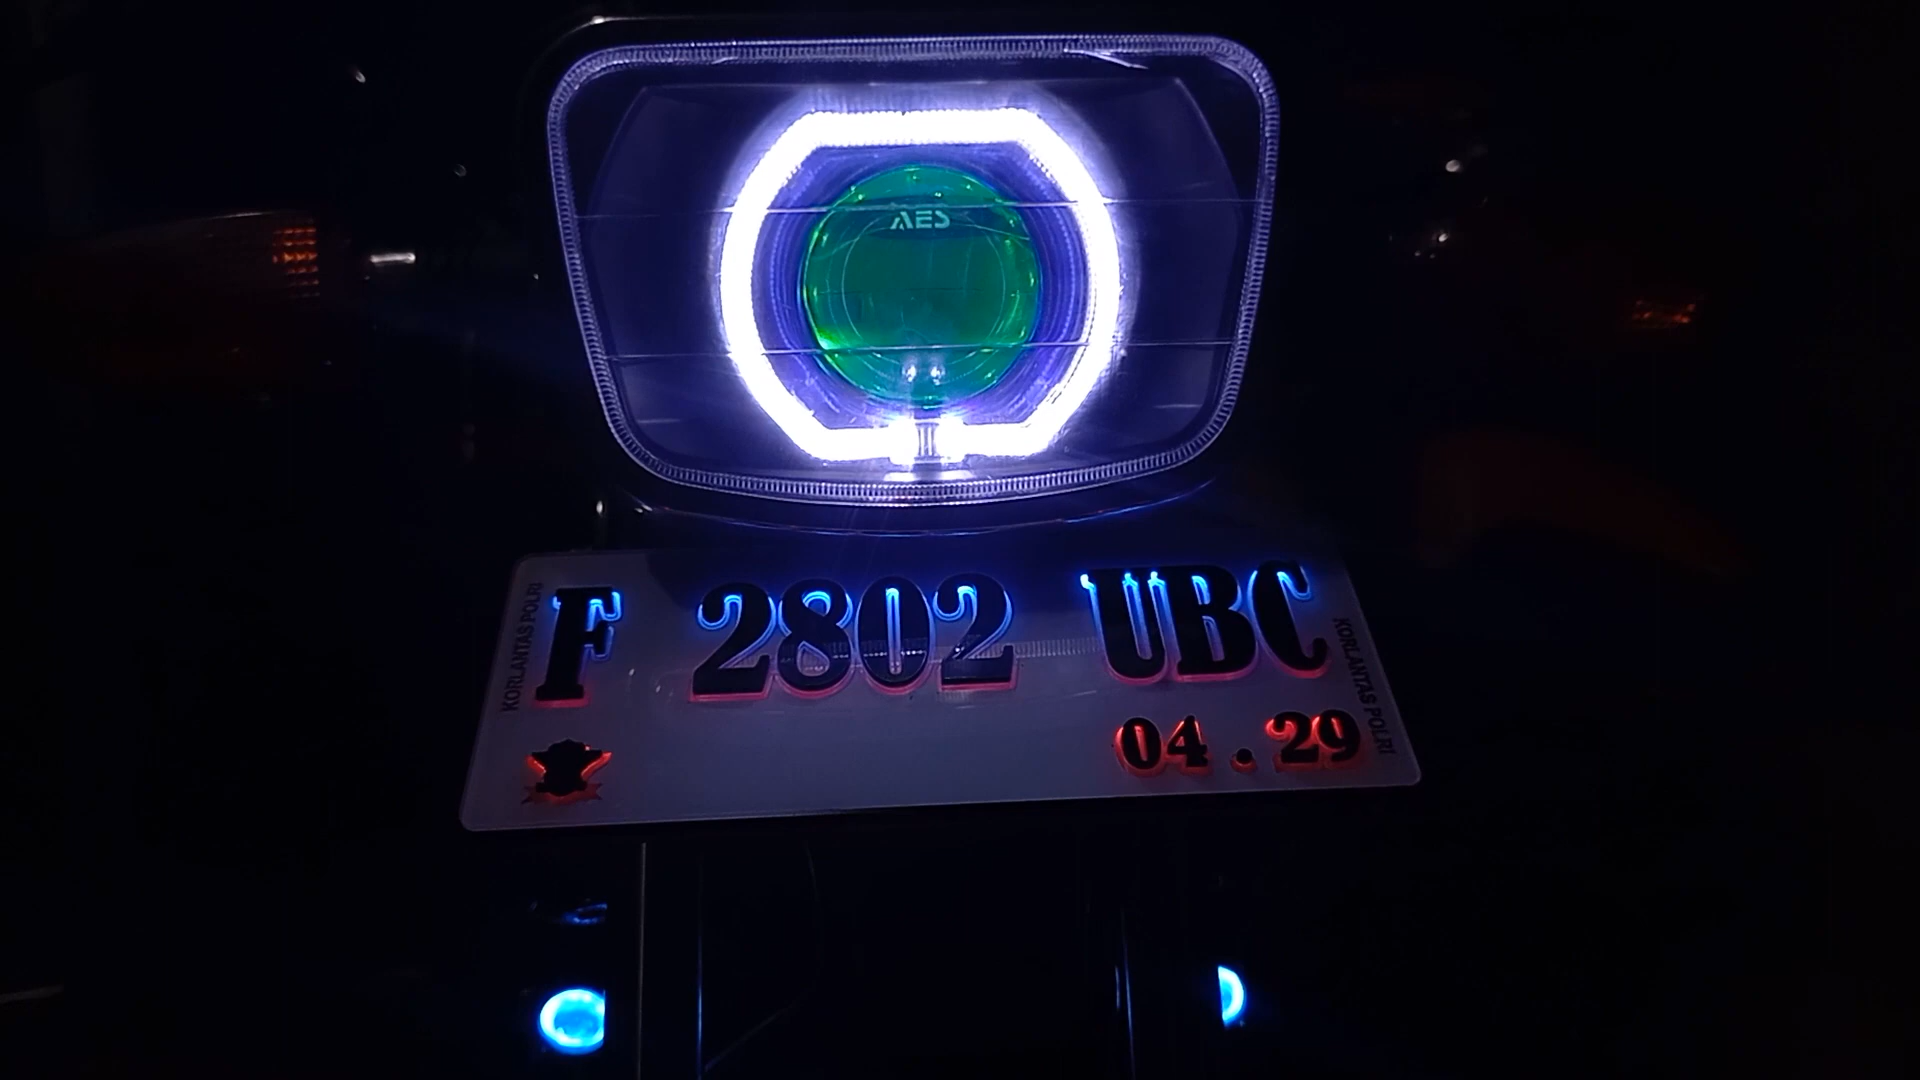 AES
KORLANTAS POLRI
F 2802 UBC
KORLANTAS POLRI
04.29